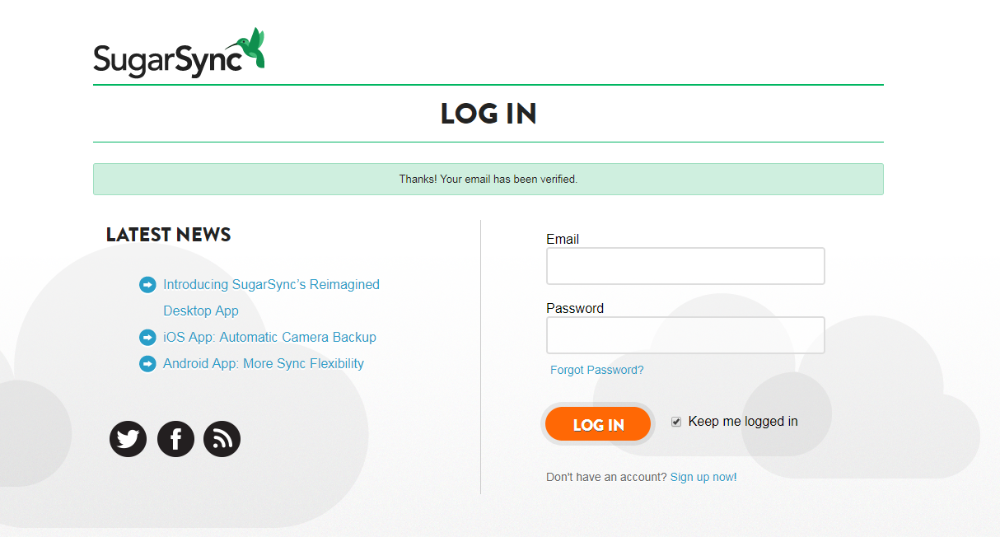 SugarSync
LOG IN
Thanks! Your email has been verified.
LATEST NEWS
Introducing SugarSync’s Reimagined
Desktop App
iOS App: Automatic Camera Backup
Android App: More Sync Flexibility
Email
Password
Forgot Password?
LOG IN
Keep me logged in
Don't have an account? Sign up now!